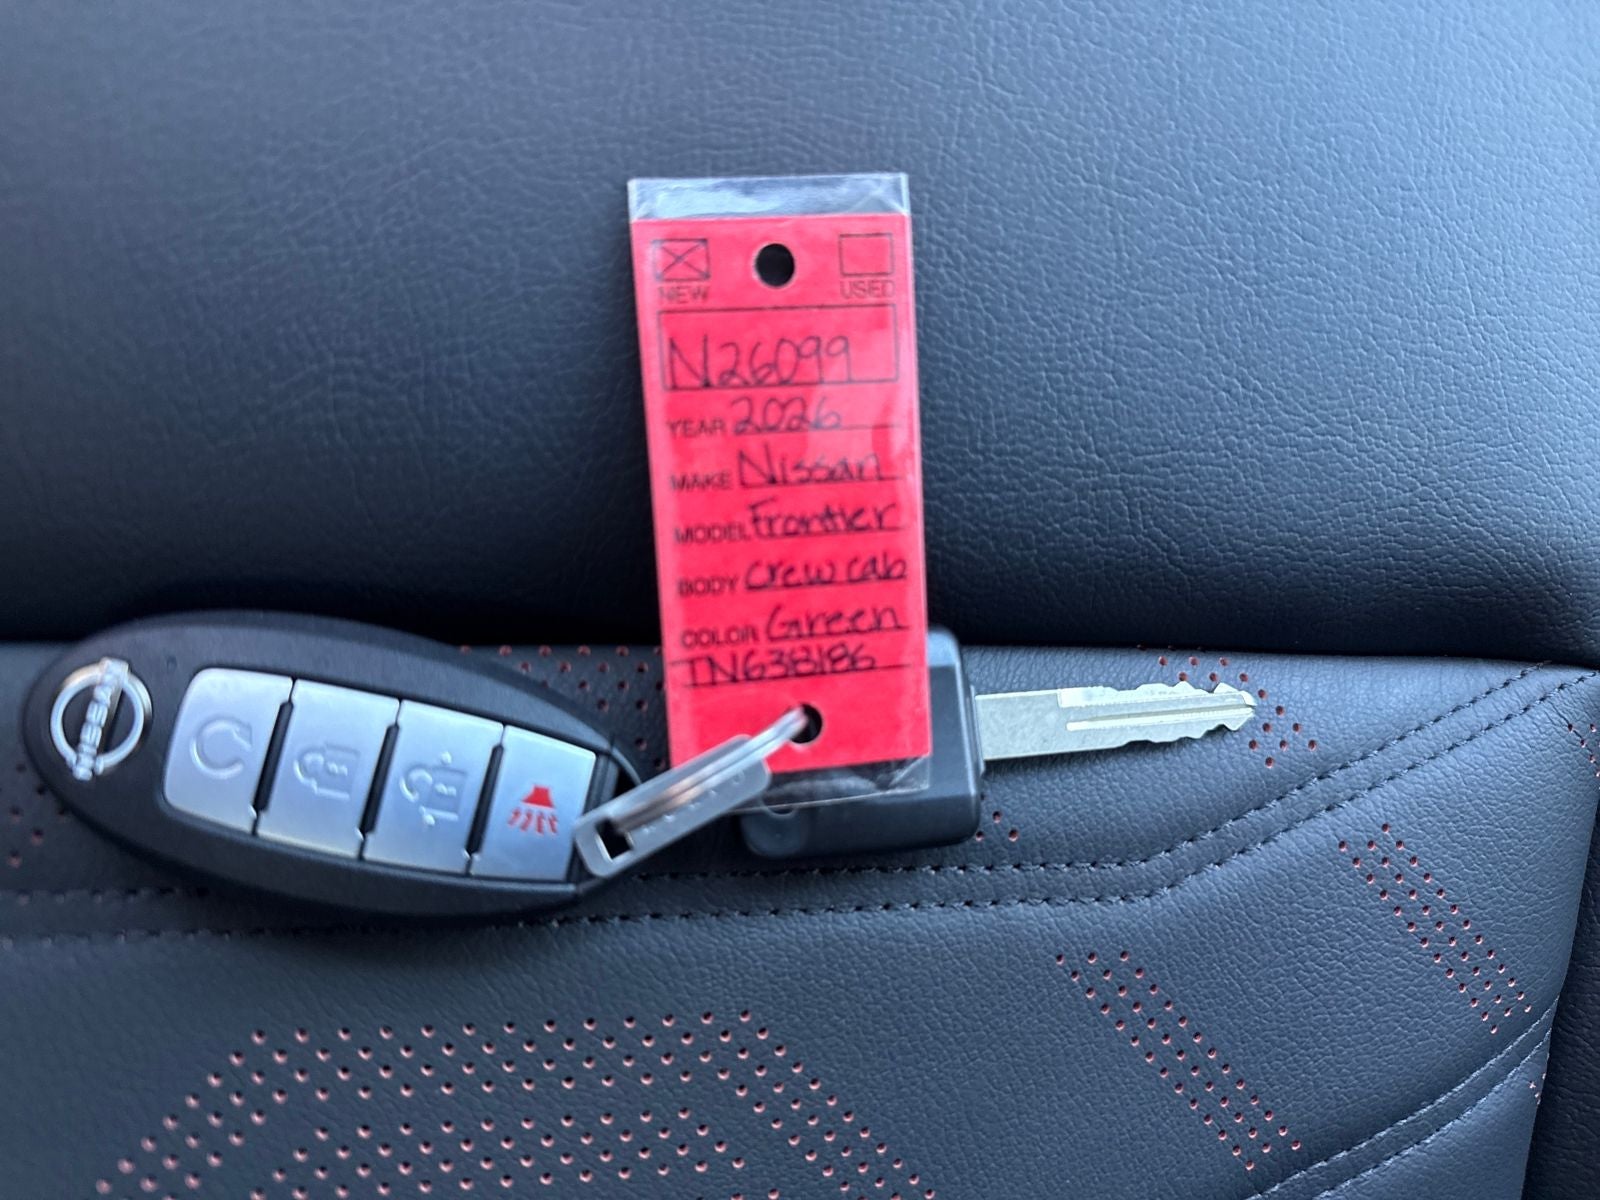 NEW USED
N26099
YEAR 2026
MAKE Nissan
MODEL Frontier
BODY Crew cab
COLOR Green
TN638186
NISSAN